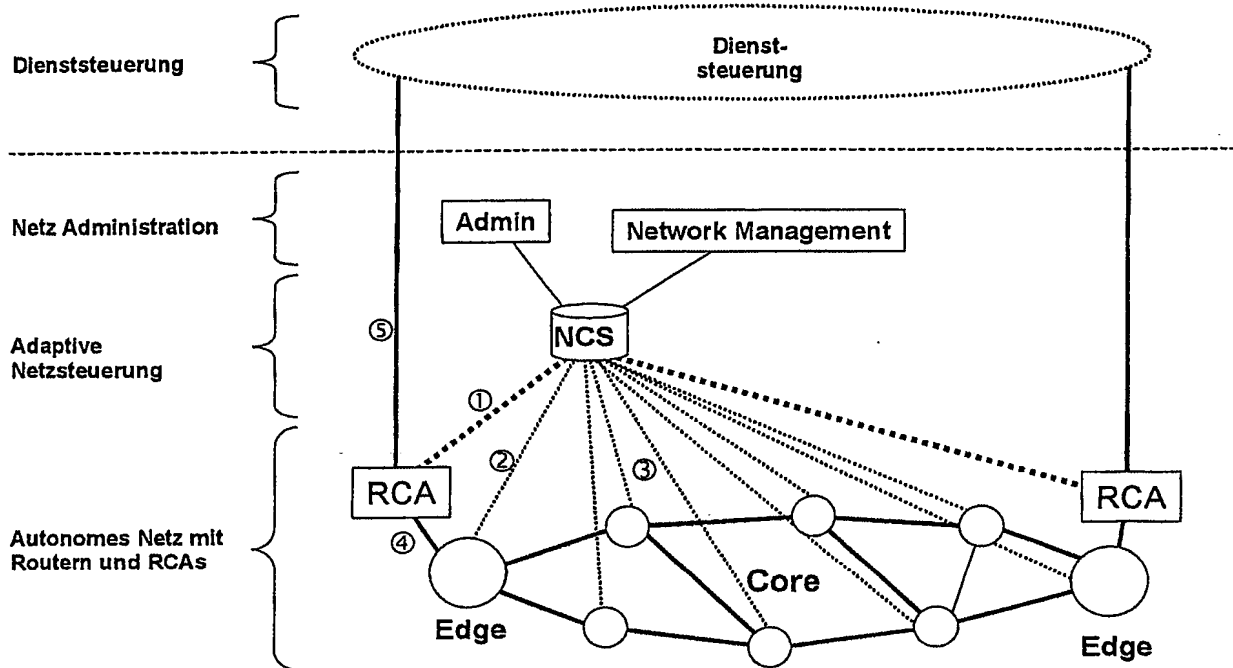 Dienststeuerung
Dienst-
steuerung
Netz Administration
Admin
Network Management
Adaptive
Netzsteuerung
NCS
⑤
①
②
③
RCA
RCA
④
Autonomes Netz mit
Routern und RCAs
Core
Edge
Edge